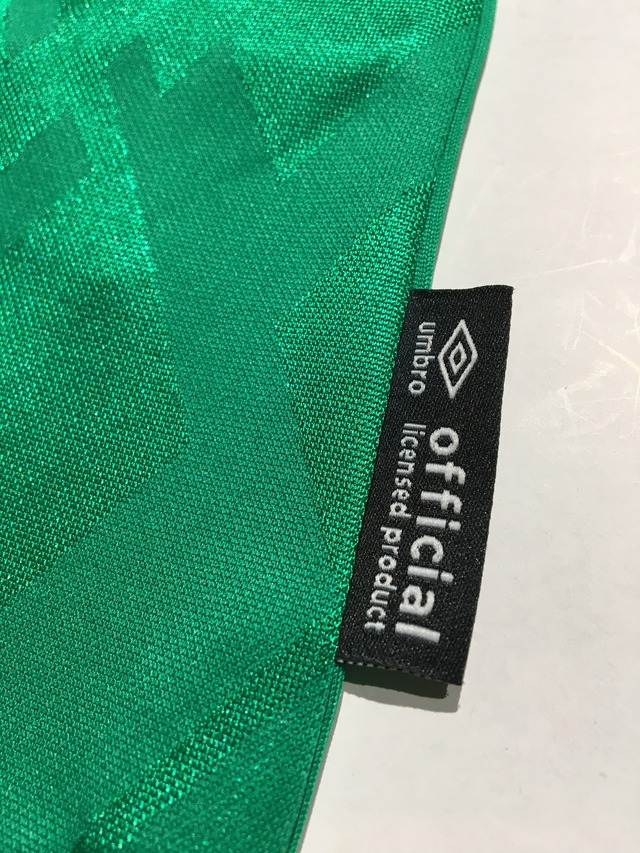 umbro
official
licensed product